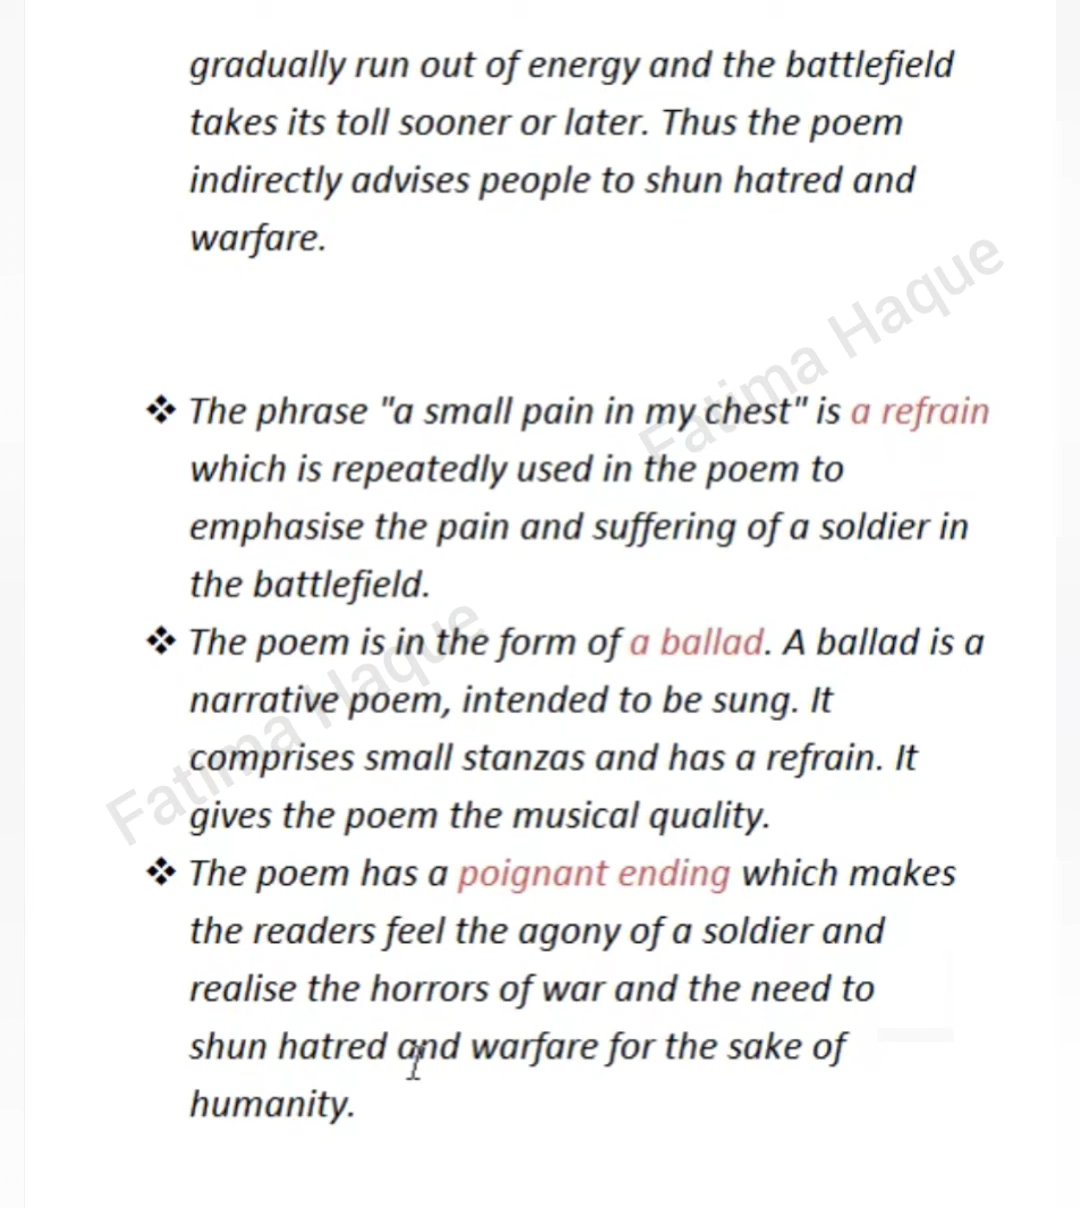 gradually run out of energy and the battlefield
takes its toll sooner or later. Thus the poem
indirectly advises people to shun hatred and
warfare.
Fatima Haque
❖ The phrase "a small pain in my chest" is a refrain
which is repeatedly used in the poem to
emphasise the pain and suffering of a soldier in
the battlefield.
❖ The poem is in the form of a ballad. A ballad is a
narrative poem, intended to be sung. It
comprises small stanzas and has a refrain. It
gives the poem the musical quality.
Fatima Haque
❖ The poem has a poignant ending which makes
the readers feel the agony of a soldier and
realise the horrors of war and the need to
shun hatred and warfare for the sake of
humanity.